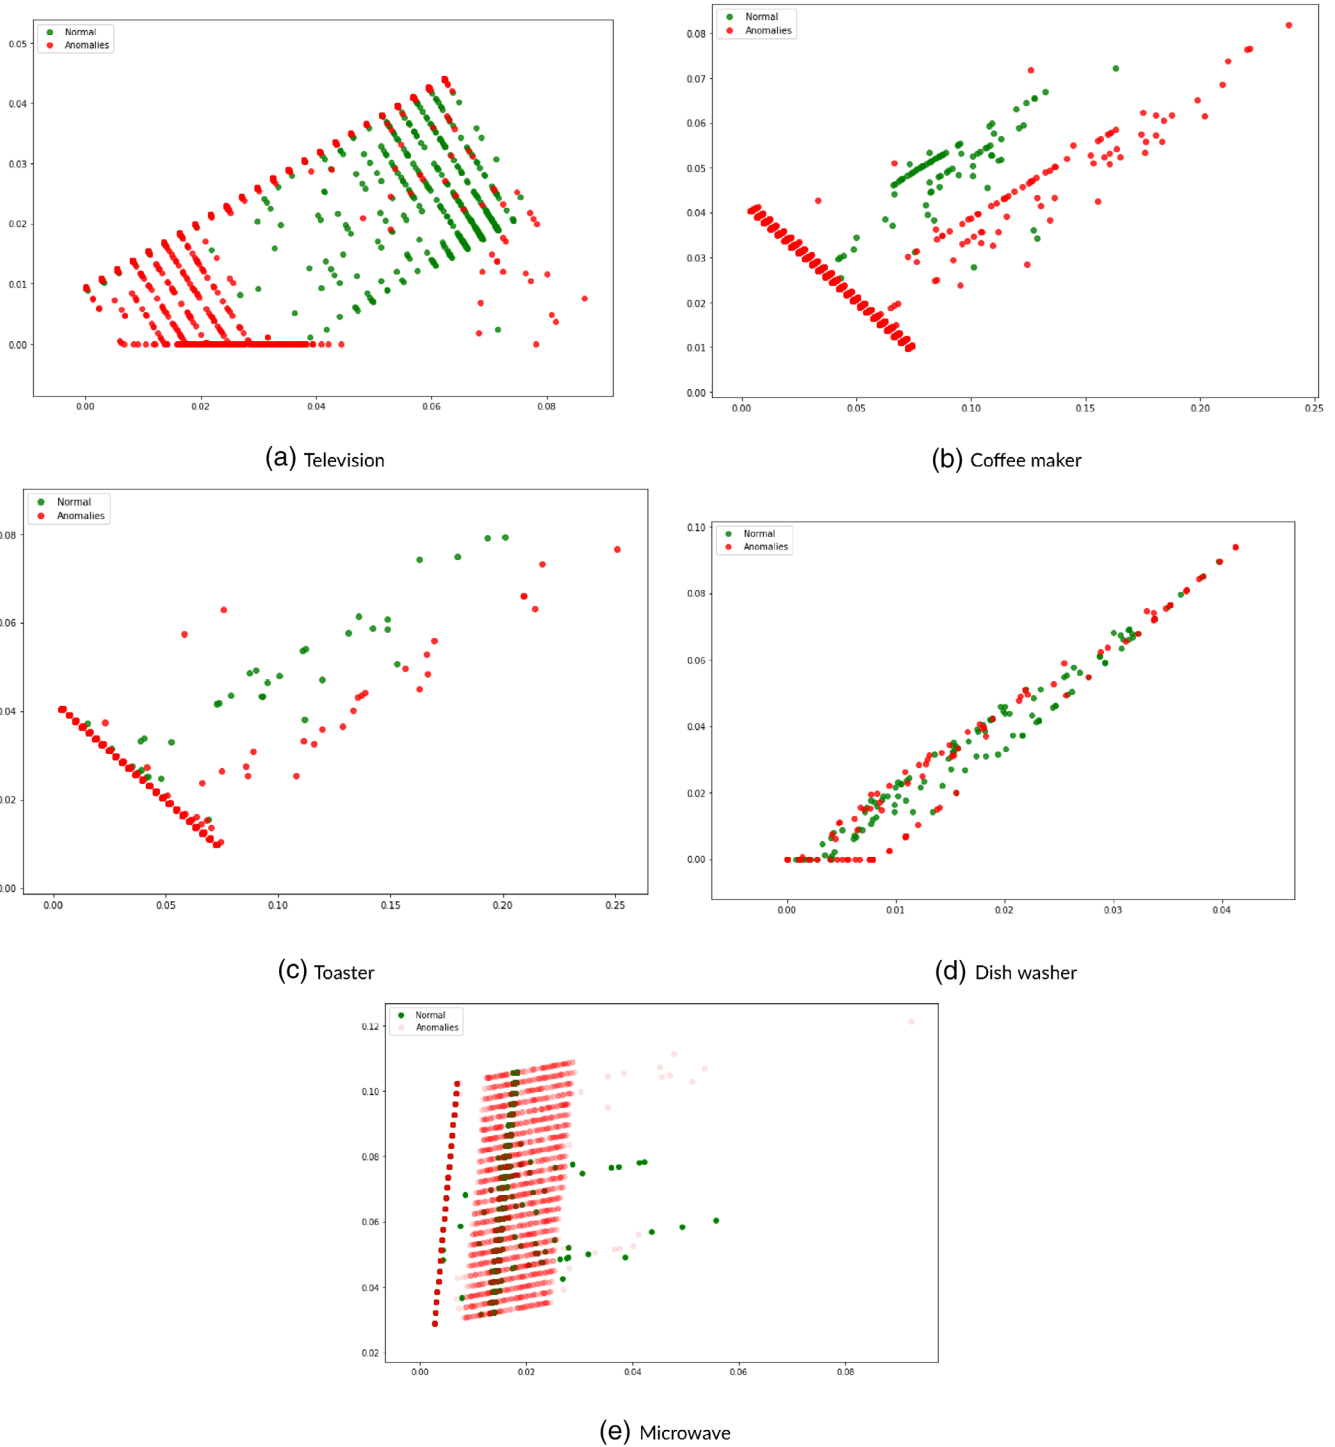 Normal
Anomalies
0.05
0.04
0.03
0.02
0.01
0.00
0.00 0.02 0.04 0.06 0.08
(a) Television
Normal
Anomalies
0.08
0.07
0.06
0.05
0.04
0.03
0.02
0.01
0.00
0.00 0.05 0.10 0.15 0.20 0.25
(b) Coffee maker
Normal
Anomalies
0.08
0.06
0.04
0.02
0.00
0.00 0.05 0.10 0.15 0.20 0.25
(c) Toaster
Normal
Anomalies
0.10
0.08
0.06
0.04
0.02
0.00
0.00 0.01 0.02 0.03 0.04
(d) Dish washer
Normal
Anomalies
0.12
0.10
0.08
0.06
0.04
0.02
0.00 0.02 0.04 0.06 0.08
(e) Microwave